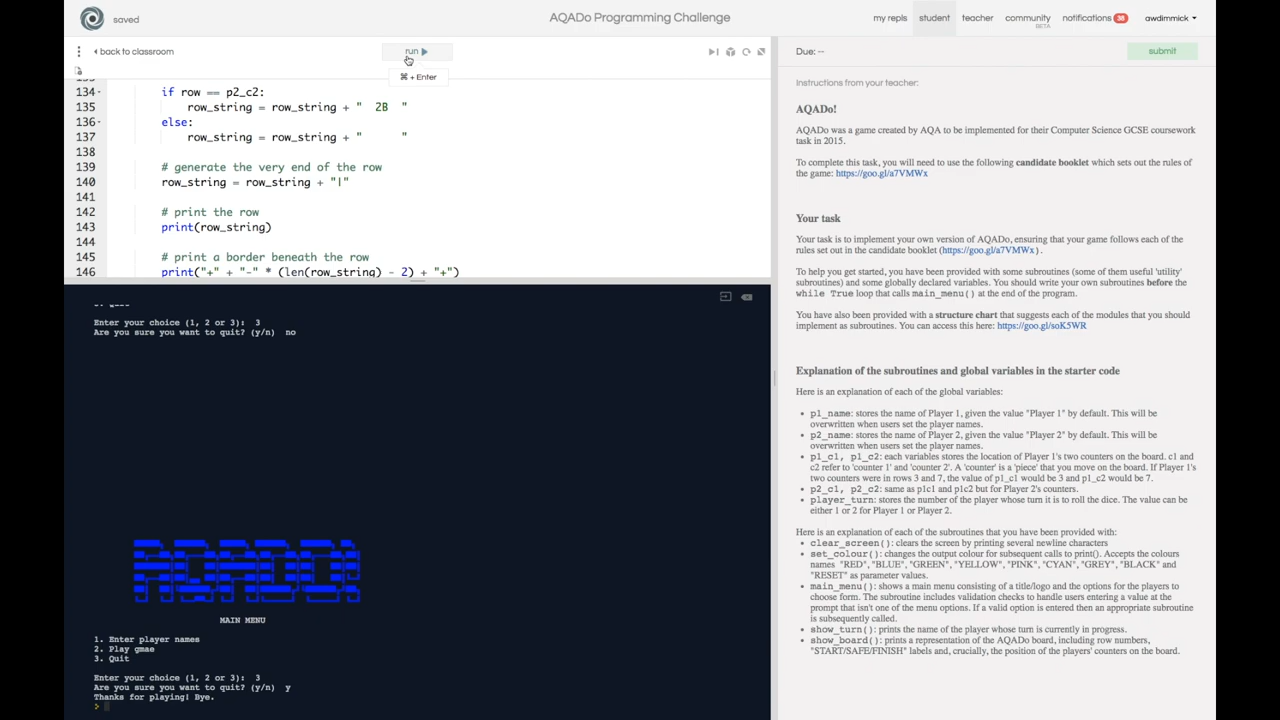 saved
AQADo Programming Challenge
my repls
student
teacher
community
BETA
notifications 36
awdimmick
back to classroom
run
⌘ + Enter
Due: --
submit
134 if row == p2_c2:
135 row_string = row_string + "  2B  "
136 else:
137 row_string = row_string + "      "
138
139 # generate the very end of the row
140 row_string = row_string + "|"
141
142 # print the row
143 print(row_string)
144
145 # print a border beneath the row
146 print("+" + "-" * (len(row_string) - 2) + "+")
Enter your choice (1, 2 or 3): 3
Are you sure you want to quit? (y/n) no
AQADO
MAIN MENU
1. Enter player names
2. Play gmae
3. Quit
Enter your choice (1, 2 or 3): 3
Are you sure you want to quit? (y/n) y
Thanks for playing! Bye.
>
Instructions from your teacher:
AQADo!
AQADo was a game created by AQA to be implemented for their Computer Science GCSE coursework
task in 2015.
To complete this task, you will need to use the following candidate booklet which sets out the rules of
the game: https://goo.gl/a7VMWx
Your task
Your task is to implement your own version of AQADo, ensuring that your game follows each of the
rules set out in the candidate booklet (https://goo.gl/a7VMWx).
To help you get started, you have been provided with some subroutines (some of them useful 'utility'
subroutines) and some globally declared variables. You should write your own subroutines before the
while True loop that calls main_menu() at the end of the program.
You have also been provided with a structure chart that suggests each of the modules that you should
implement as subroutines. You can access this here: https://goo.gl/soK5WR
Explanation of the subroutines and global variables in the starter code
Here is an explanation of each of the global variables:
• p1_name: stores the name of Player 1, given the value "Player 1" by default. This will be
overwritten when users set the player names.
• p2_name: stores the name of Player 2, given the value "Player 2" by default. This will be
overwritten when users set the player names.
• p1_c1, p1_c2: each variables stores the location of Player 1's two counters on the board. c1 and
c2 refer to 'counter 1' and 'counter 2'. A 'counter' is a 'piece' that you move on the board. If Player 1's
two counters were in rows 3 and 7, the value of p1_c1 would be 3 and p1_c2 would be 7.
• p2_c1, p2_c2: same as p1c1 and p1c2 but for Player 2's counters.
• player_turn: stores the number of the player whose turn it is to roll the dice. The value can be
either 1 or 2 for Player 1 or Player 2.
Here is an explanation of each of the subroutines that you have been provided with:
• clear_screen(): clears the screen by printing several newline characters
• set_colour(): changes the output colour for subsequent calls to print(). Accepts the colours
names "RED", "BLUE", "GREEN", "YELLOW", "PINK", "CYAN", "GREY", "BLACK" and
"RESET" as parameter values.
• main_menu(): shows a main menu consisting of a title/logo and the options for the players to
choose form. The subroutine includes validation checks to handle users entering a value at the
prompt that isn't one of the menu options. If a valid option is entered then an appropriate subroutine
is subsequently called.
• show_turn(): prints the name of the player whose turn is currently in progress.
• show_board(): prints a representation of the AQADo board, including row numbers,
"START/SAFE/FINISH" labels and, crucially, the position of the players' counters on the board.